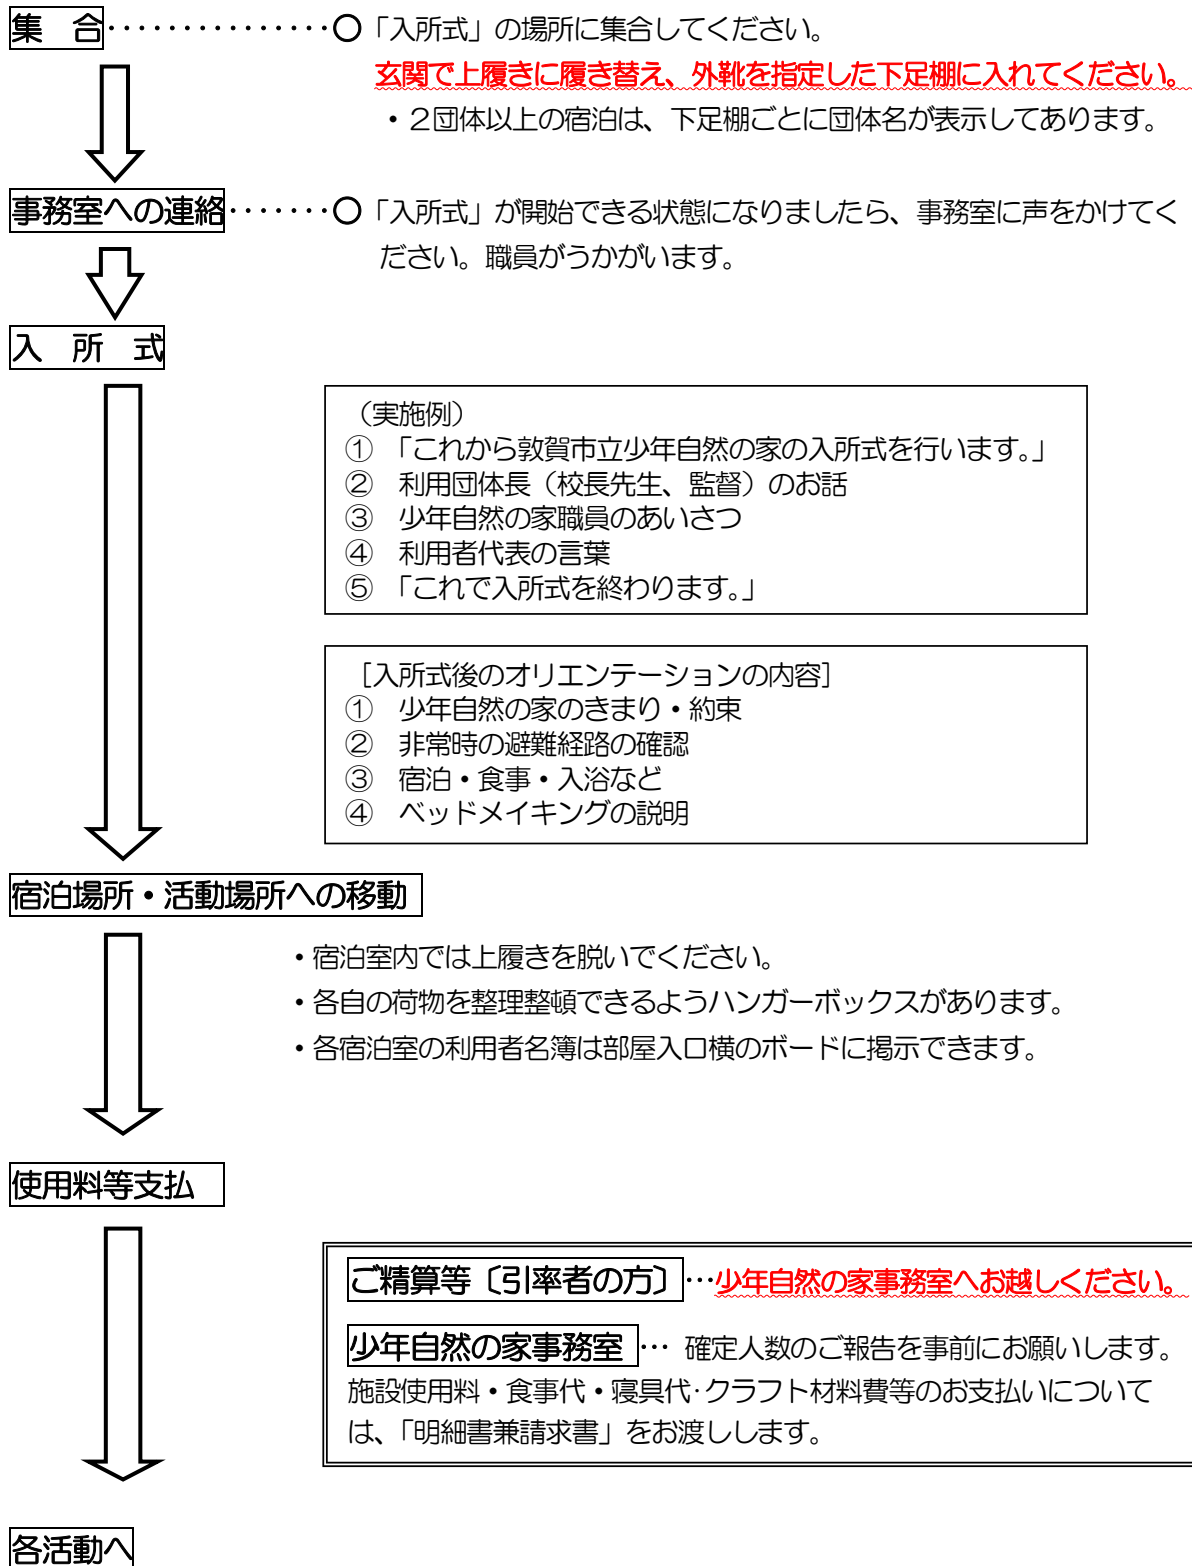 集　合・・・・・・・・・・・・・・・〇「入所式」の場所に集合してください。
玄関で上履きに履き替え、外靴を指定した下足棚に入れてください。
・２団体以上の宿泊は、下足棚ごとに団体名が表示してあります。
事務室への連絡・・・・・・・〇「入所式」が開始できる状態になりましたら、事務室に声をかけてく
ださい。職員がうかがいます。
入　所　式
（実施例）
①　「これから敦賀市立少年自然の家の入所式を行います。」
②　利用団体長（校長先生、監督）のお話
③　少年自然の家職員のあいさつ
④　利用者代表の言葉
⑤　「これで入所式を終わります。」
［入所式後のオリエンテーションの内容］
①　少年自然の家のきまり・約束
②　非常時の避難経路の確認
③　宿泊・食事・入浴など
④　ベッドメイキングの説明
宿泊場所・活動場所への移動
・宿泊室内では上履きを脱いでください。
・各自の荷物を整理整頓できるようハンガーボックスがあります。
・各宿泊室の利用者名簿は部屋入口横のボードに掲示できます。
使用料等支払
ご精算等〔引率者の方〕…少年自然の家事務室へお越しください。
少年自然の家事務室… 確定人数のご報告を事前にお願いします。
施設使用料・食事代・寝具代・クラフト材料費等のお支払いについて
は、「明細書兼請求書」をお渡しします。
各活動へ